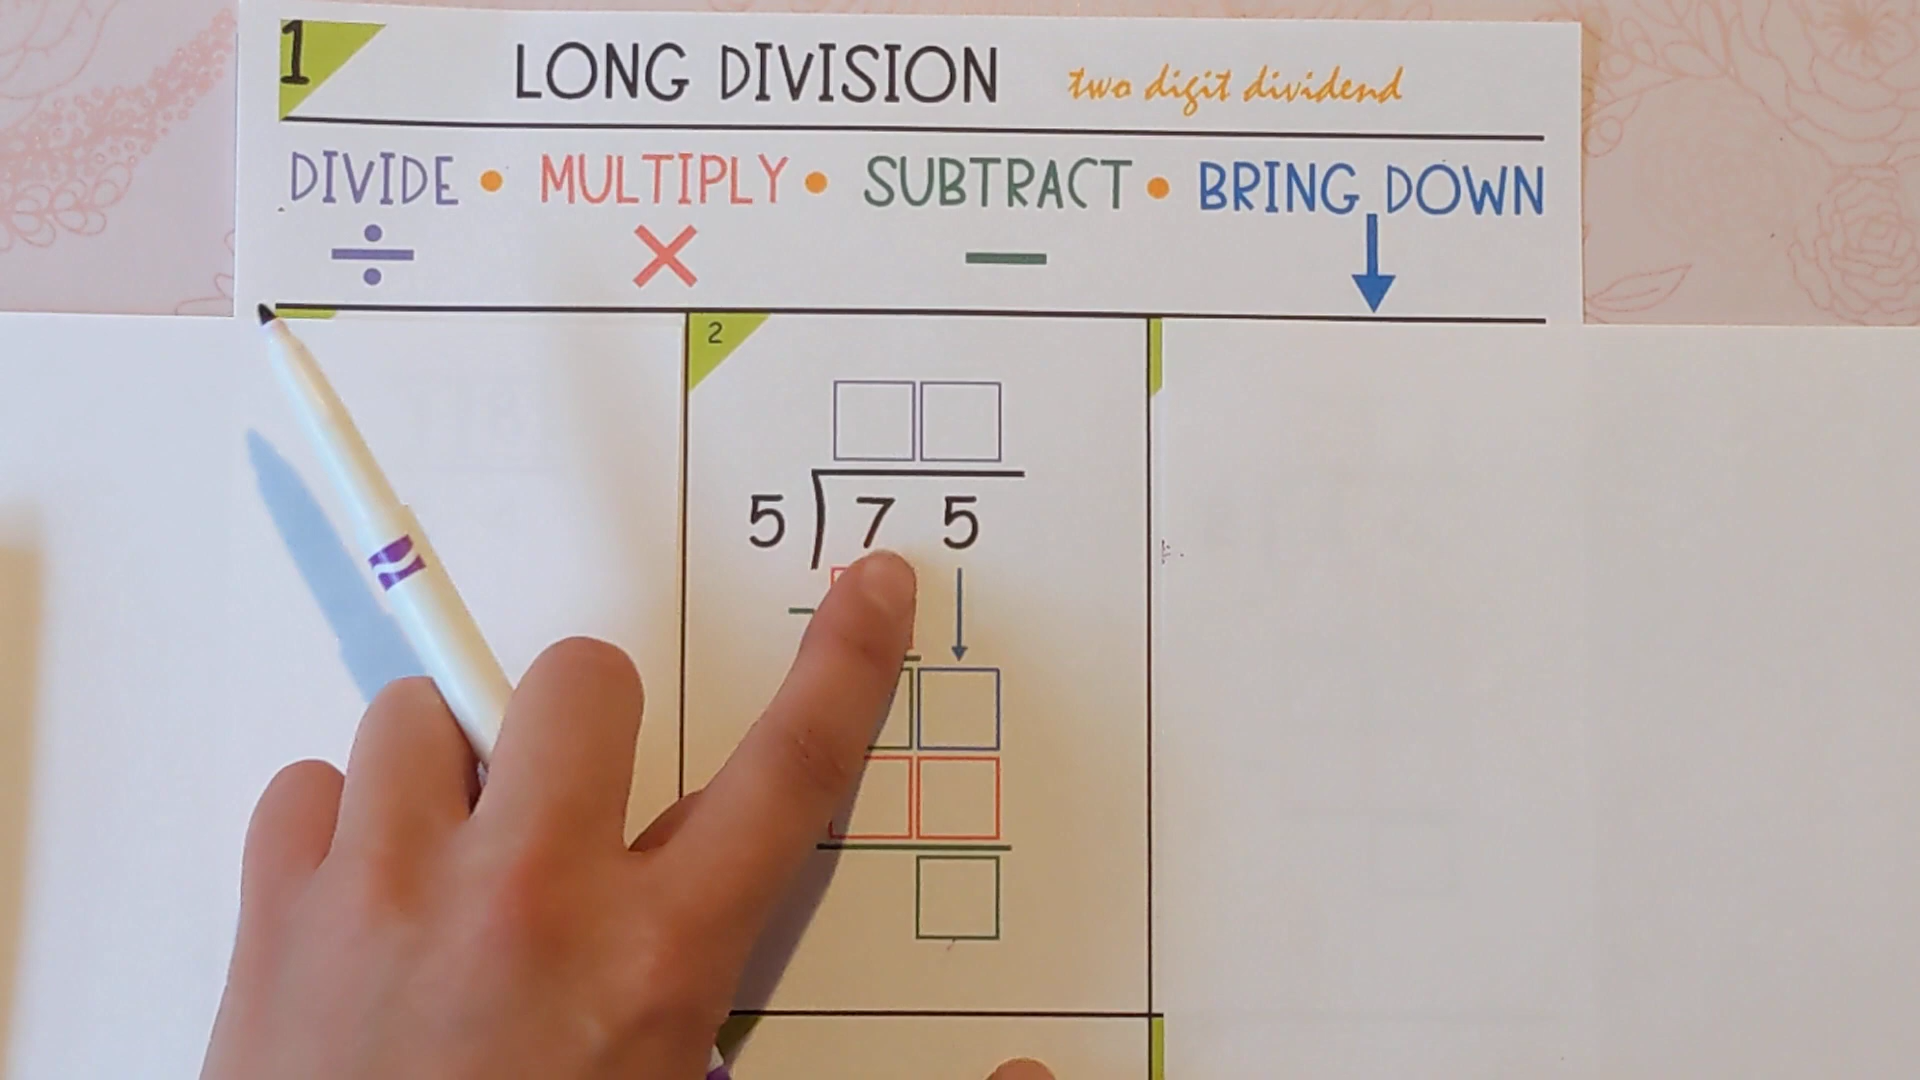 1
LONG DIVISION two digit dividend
DIVIDE • MULTIPLY • SUBTRACT • BRING DOWN
÷ × — ↓
2
5 ) 7 5
−